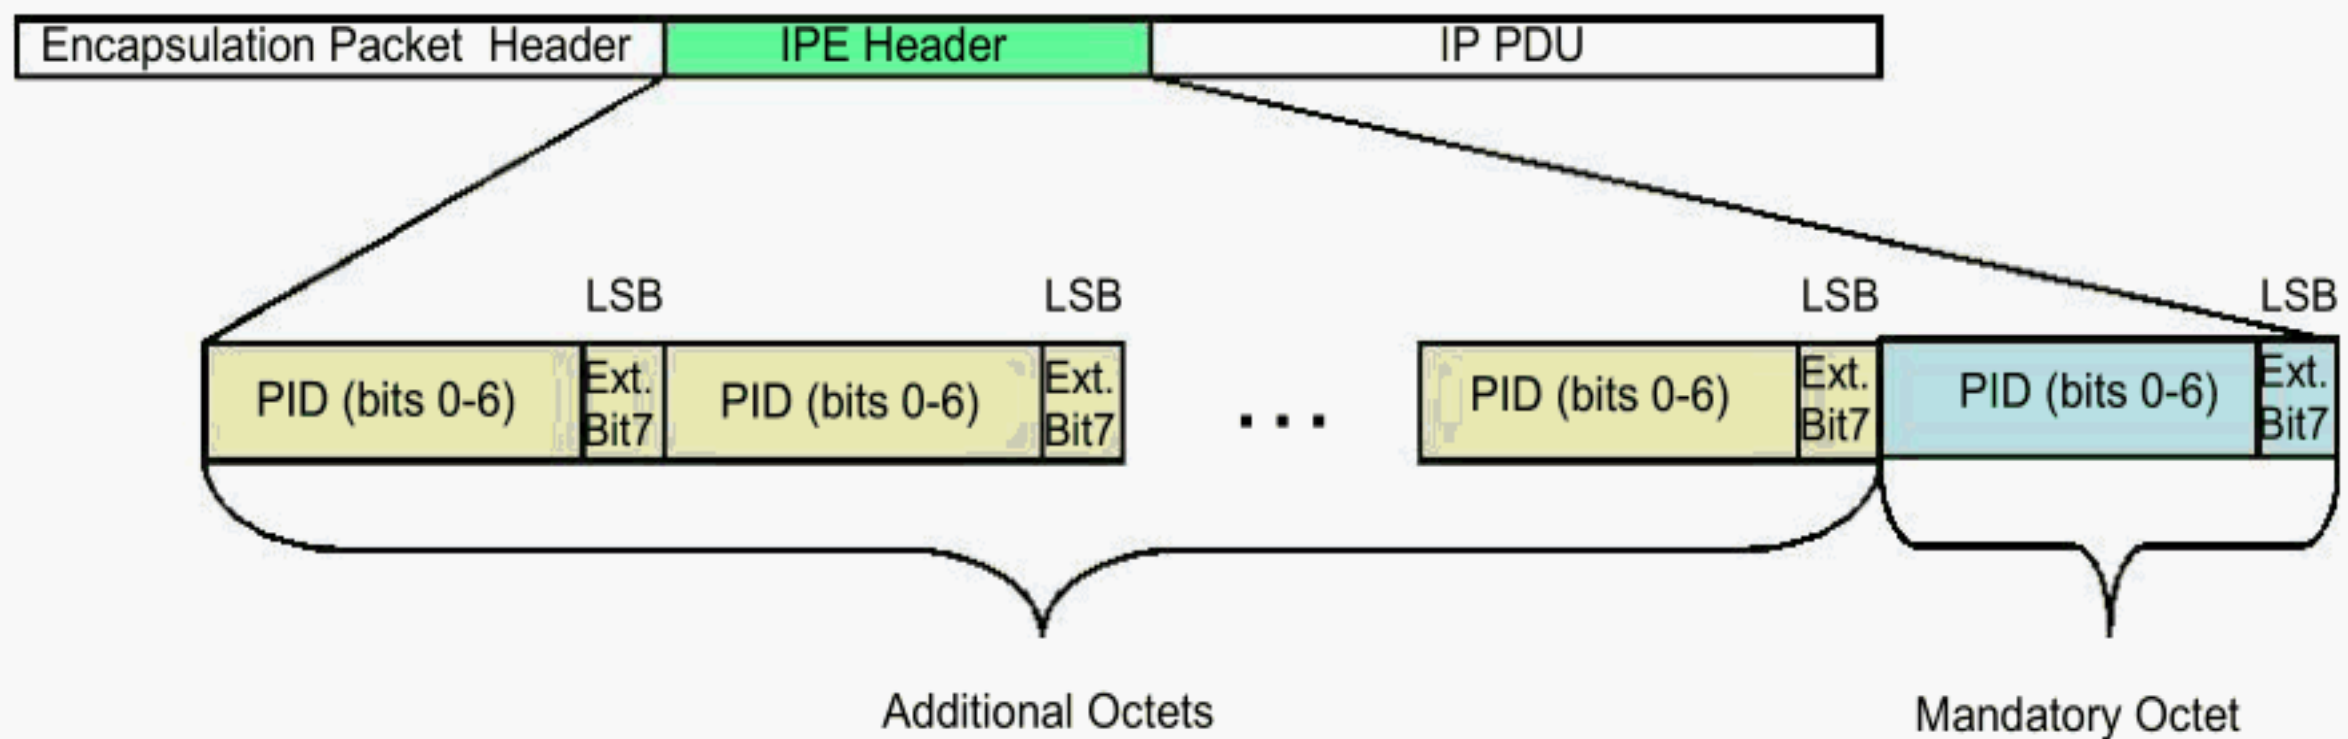 Encapsulation Packet Header
IPE Header
IP PDU
LSB
LSB
LSB
LSB
PID (bits 0-6)
Ext.
Bit7
PID (bits 0-6)
Ext.
Bit7
...
PID (bits 0-6)
Ext.
Bit7
PID (bits 0-6)
Ext.
Bit7
Additional Octets
Mandatory Octet